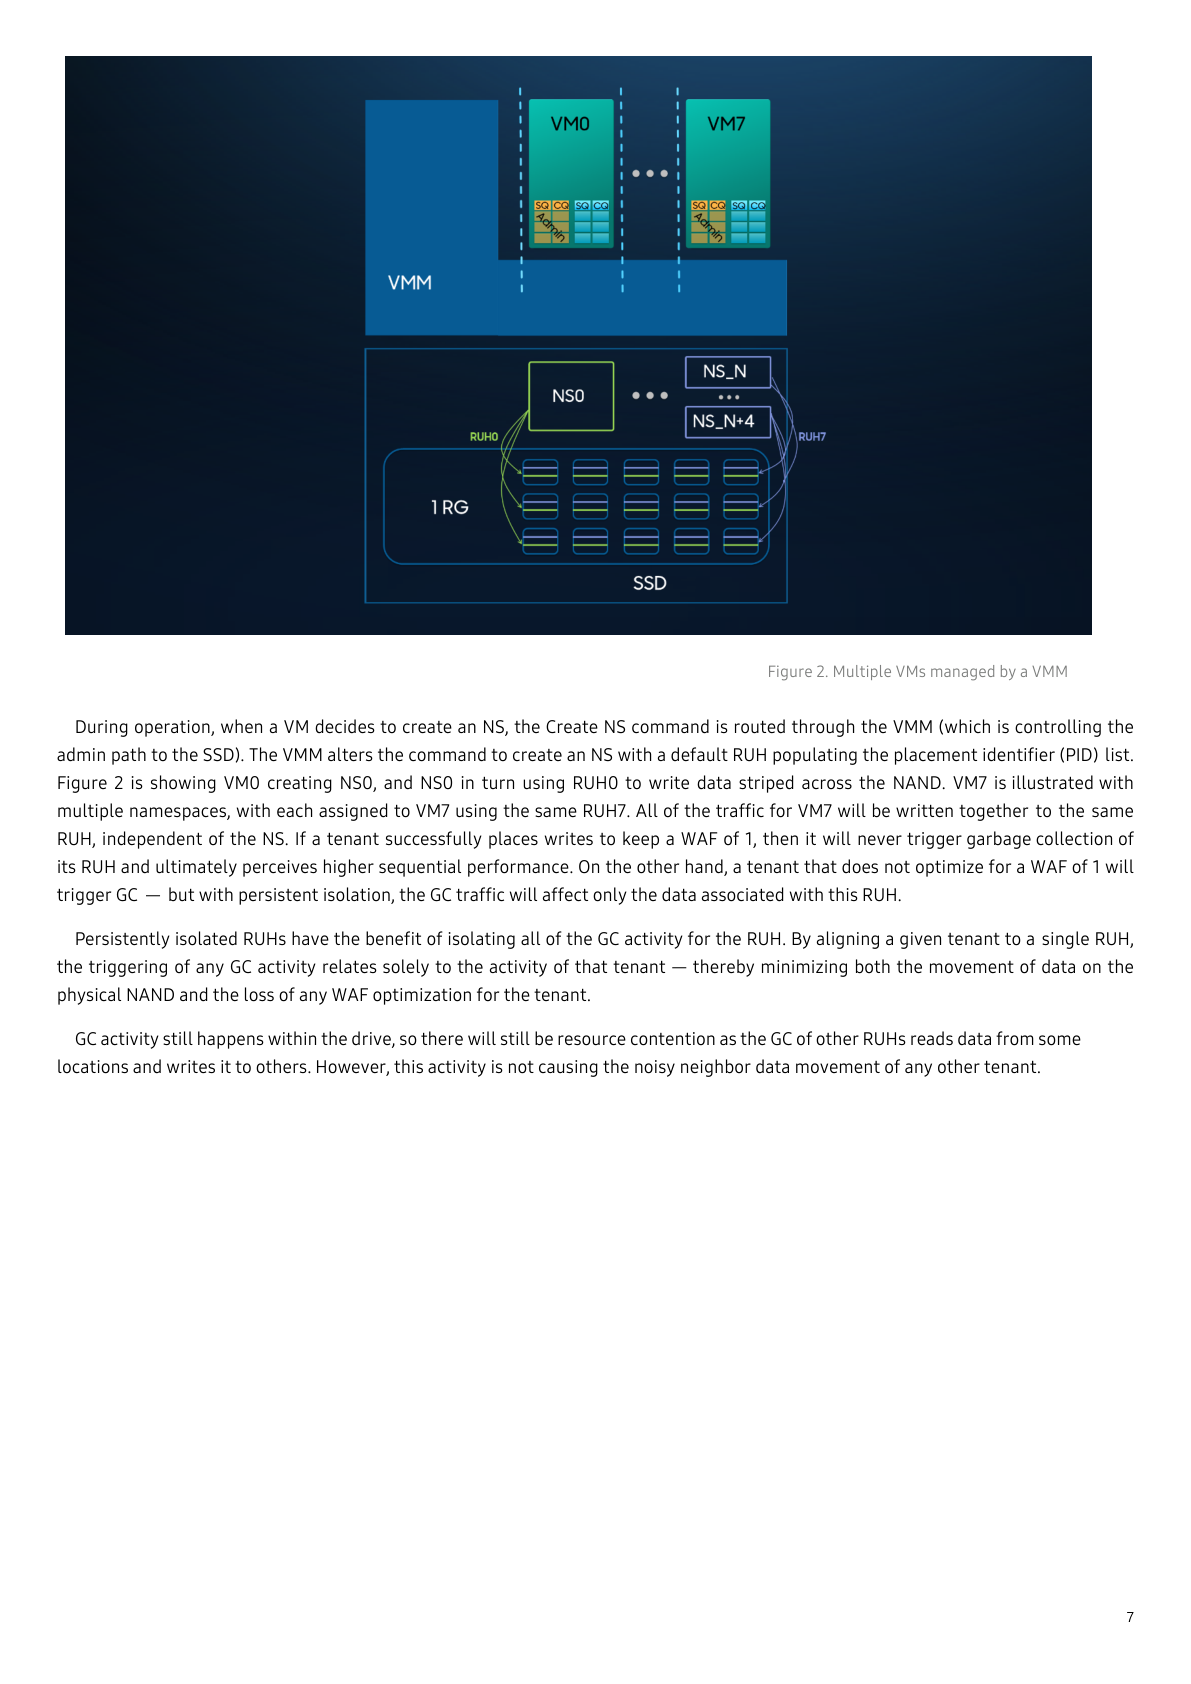 VM0
VM7
SQ CQ SQ CQ
Admin
SQ CQ SQ CQ
Admin
VMM
NS0
NS_N
NS_N+4
RUH0
RUH7
1 RG
SSD
Figure 2. Multiple VMs managed by a VMM
During operation, when a VM decides to create an NS, the Create NS command is routed through the VMM (which is controlling the
admin path to the SSD). The VMM alters the command to create an NS with a default RUH populating the placement identifier (PID) list.
Figure 2 is showing VM0 creating NS0, and NS0 in turn using RUH0 to write data striped across the NAND. VM7 is illustrated with
multiple namespaces, with each assigned to VM7 using the same RUH7. All of the traffic for VM7 will be written together to the same
RUH, independent of the NS. If a tenant successfully places writes to keep a WAF of 1, then it will never trigger garbage collection of
its RUH and ultimately perceives higher sequential performance. On the other hand, a tenant that does not optimize for a WAF of 1 will
trigger GC — but with persistent isolation, the GC traffic will affect only the data associated with this RUH.
Persistently isolated RUHs have the benefit of isolating all of the GC activity for the RUH. By aligning a given tenant to a single RUH,
the triggering of any GC activity relates solely to the activity of that tenant — thereby minimizing both the movement of data on the
physical NAND and the loss of any WAF optimization for the tenant.
GC activity still happens within the drive, so there will still be resource contention as the GC of other RUHs reads data from some
locations and writes it to others. However, this activity is not causing the noisy neighbor data movement of any other tenant.
7